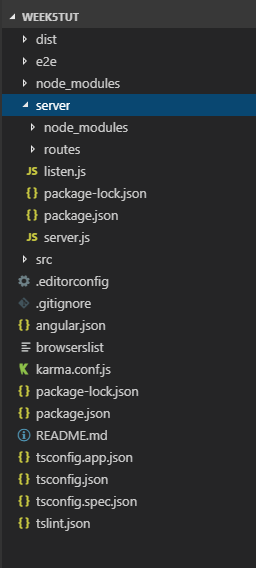 WEEK5TUT
dist
e2e
node_modules
server
node_modules
routes
JS listen.js
{ } package-lock.json
{ } package.json
JS server.js
src
.editorconfig
.gitignore
{ } angular.json
browserslist
karma.conf.js
{ } package-lock.json
{ } package.json
README.md
{ } tsconfig.app.json
{ } tsconfig.json
{ } tsconfig.spec.json
{ } tslint.json